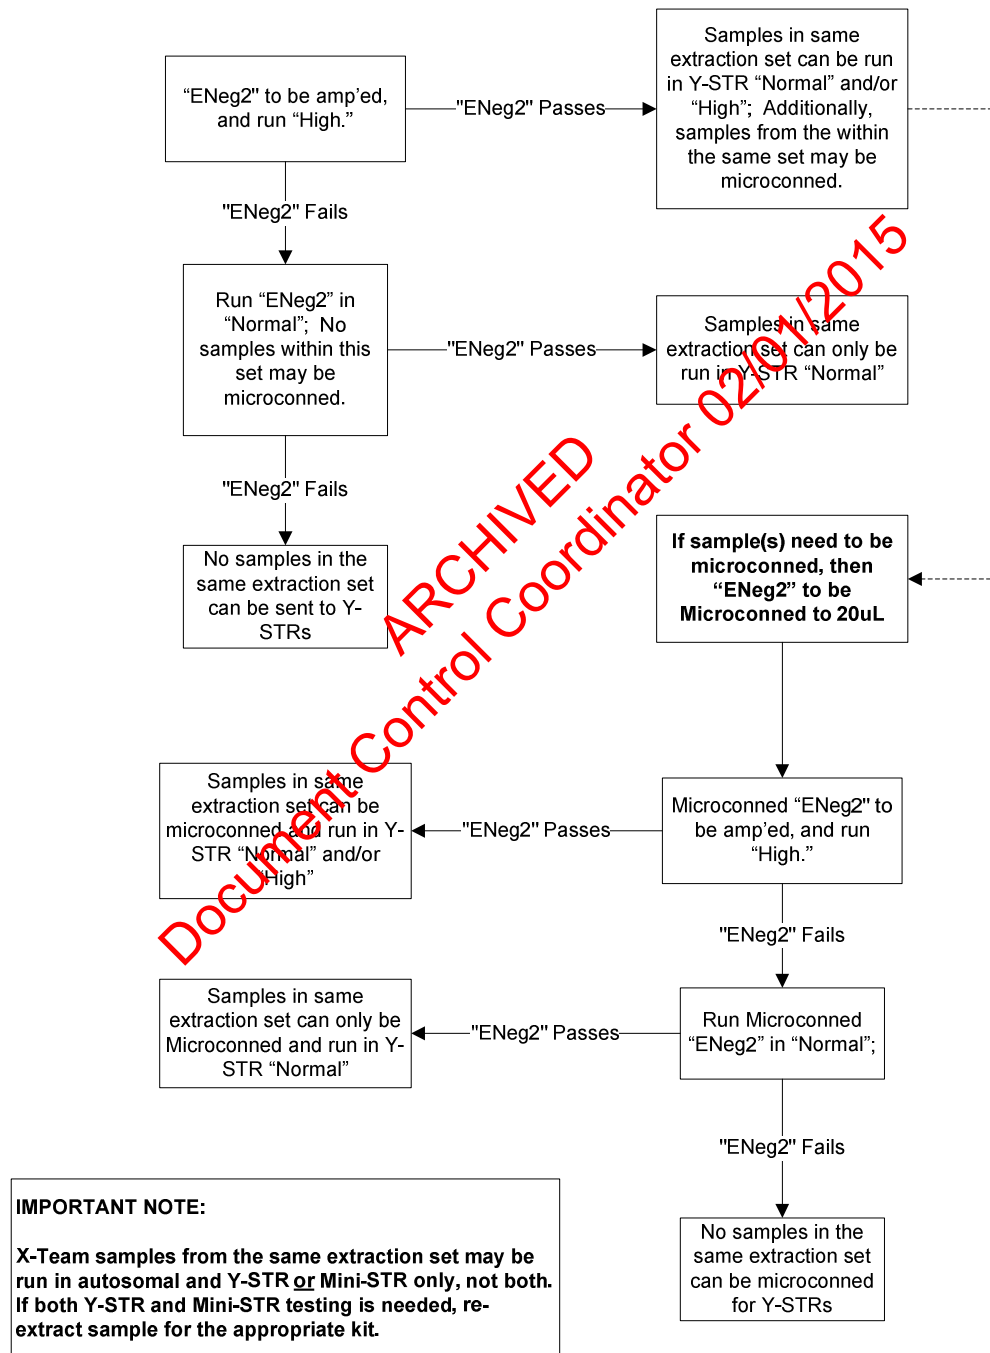 “ENeg2” to be amp’ed,
and run “High.”
"ENeg2" Passes
Samples in same
extraction set can be run
in Y-STR “Normal” and/or
“High”;  Additionally,
samples from the within
the same set may be
microconned.
"ENeg2" Fails
Run “ENeg2” in
“Normal”;  No
samples within this
set may be
microconned.
"ENeg2" Passes
Samples in same
extraction set can only be
run in Y-STR “Normal”
"ENeg2" Fails
No samples in the
same extraction set
can be sent to Y-
STRs
If sample(s) need to be
microconned, then
“ENeg2” to be
Microconned to 20uL
ARCHIVED
Document Control Coordinator 02/01/2015
Microconned “ENeg2” to
be amp’ed, and run
“High.”
"ENeg2" Passes
Samples in same
extraction set can be
microconned and run in Y-
STR “Normal” and/or
“High”
"ENeg2" Fails
Run Microconned
“ENeg2” in “Normal”;
"ENeg2" Passes
Samples in same
extraction set can only be
Microconned and run in Y-
STR “Normal”
"ENeg2" Fails
No samples in the
same extraction set
can be microconned
for Y-STRs
IMPORTANT NOTE:
X-Team samples from the same extraction set may be
run in autosomal and Y-STR or Mini-STR only, not both.
If both Y-STR and Mini-STR testing is needed, re-
extract sample for the appropriate kit.